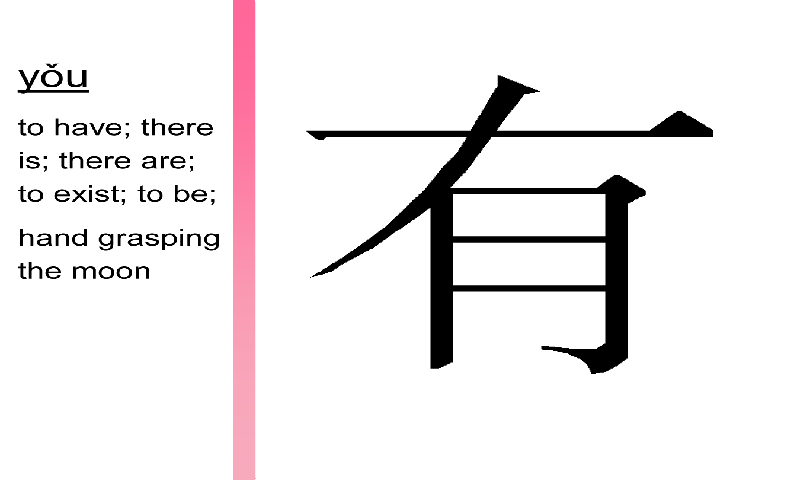 yǒu
to have; there
is; there are;
to exist; to be;
hand grasping
the moon
有